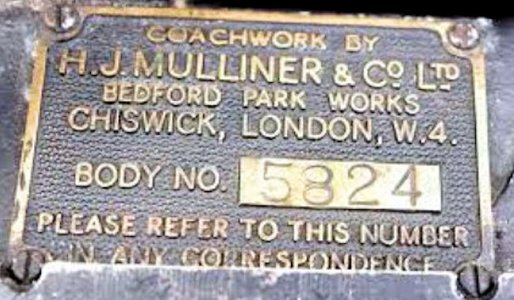 COACHWORK BY
H.J. MULLINER & CO LTD
BEDFORD PARK WORKS
CHISWICK, LONDON, W.4.
BODY NO. 5824
PLEASE REFER TO THIS NUMBER
IN ANY CORRESPONDENCE